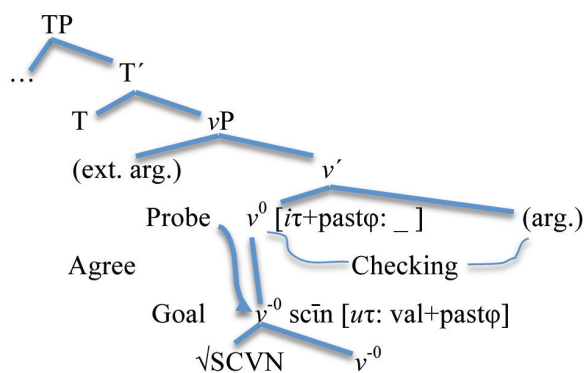 TP
… T´
T vP
(ext. arg.) v´
Probe v⁰ [iτ+pastφ: _ ] (arg.)
Agree Checking
Goal v⁻⁰ scīn [uτ: val+pastφ]
√SCVN v⁻⁰